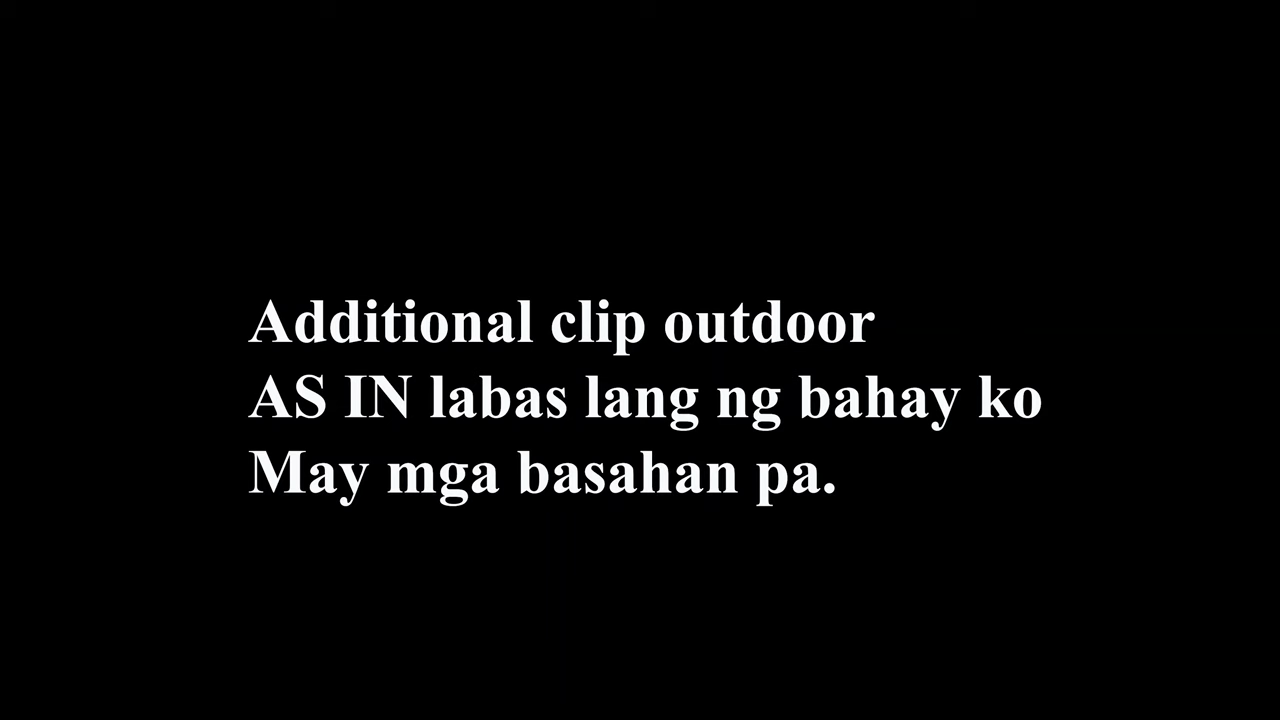 Additional clip outdoor
AS IN labas lang ng bahay ko
May mga basahan pa.